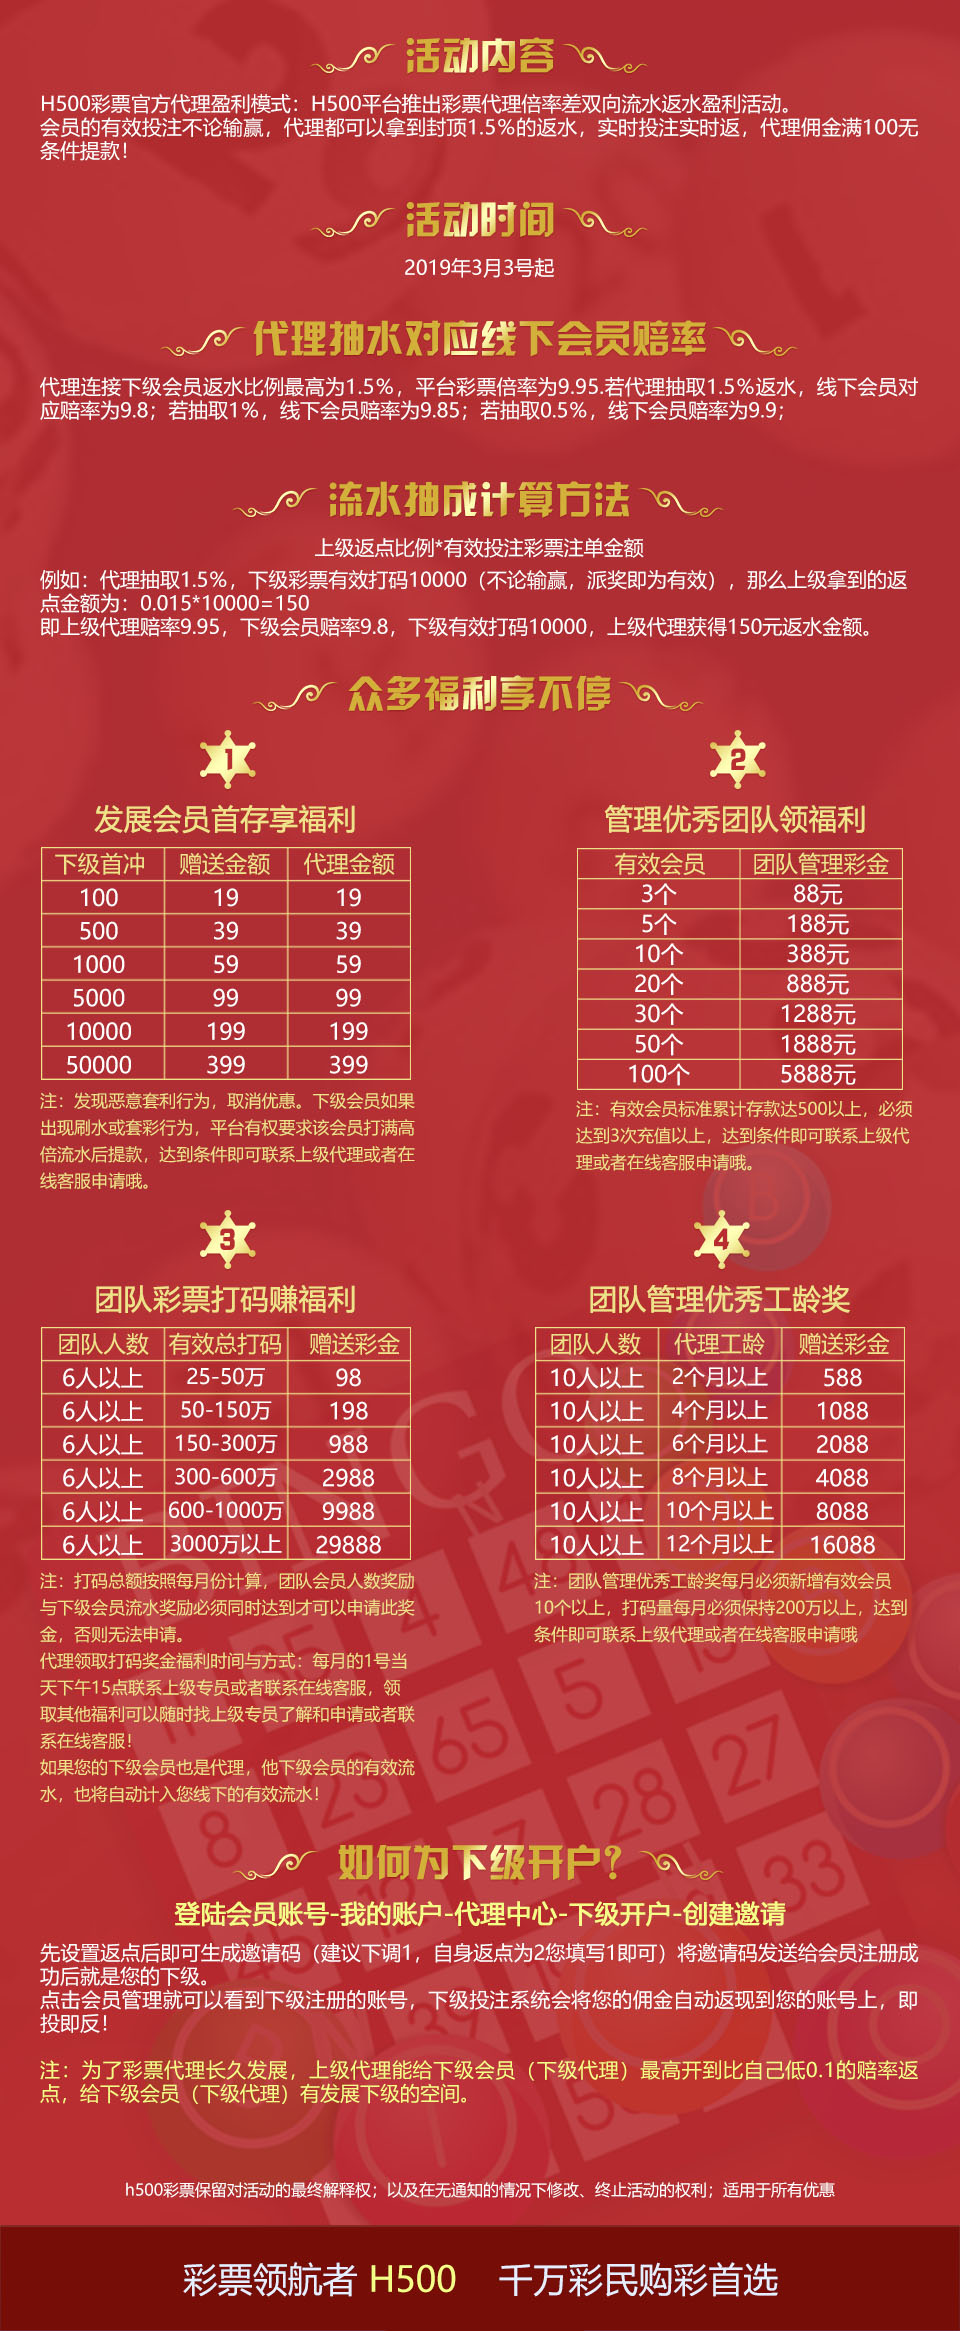 活动内容
H500彩票官方代理盈利模式：H500平台推出彩票代理倍率差双向流水返水盈利活动。
会员的有效投注不论输赢，代理都可以拿到封顶1.5%的返水，实时投注实时返，代理佣金满100无
条件提款！
活动时间
2019年3月3号起
代理抽水对应线下会员赔率
代理连接下级会员返水比例最高为1.5%，平台彩票倍率为9.95.若代理抽取1.5%返水，线下会员对
应赔率为9.8；若抽取1%，线下会员赔率为9.85；若抽取0.5%，线下会员赔率为9.9；
流水抽成计算方法
上级返点比例*有效投注彩票注单金额
例如：代理抽取1.5%，下级彩票有效打码10000（不论输赢，派奖即为有效），那么上级拿到的返
点金额为：0.015*10000=150
即上级代理赔率9.95，下级会员赔率9.8，下级有效打码10000，上级代理获得150元返水金额。
众多福利享不停
1
发展会员首存享福利
下级首冲 赠送金额 代理金额
100 19 19
500 39 39
1000 59 59
5000 99 99
10000 199 199
50000 399 399
注：发现恶意套利行为，取消优惠。下级会员如果
出现刷水或套彩行为，平台有权要求该会员打满高
倍流水后提款，达到条件即可联系上级代理或者在
线客服申请哦。
2
管理优秀团队领福利
有效会员 团队管理彩金
3个 88元
5个 188元
10个 388元
20个 888元
30个 1288元
50个 1888元
100个 5888元
注：有效会员标准累计存款达500以上，必须
达到3次充值以上，达到条件即可联系上级代
理或者在线客服申请哦。
3
团队彩票打码赚福利
团队人数 有效总打码 赠送彩金
6人以上 25-50万 98
6人以上 50-150万 198
6人以上 150-300万 988
6人以上 300-600万 2988
6人以上 600-1000万 9988
6人以上 3000万以上 29888
注：打码总额按照每月份计算，团队会员人数奖励
与下级会员流水奖励必须同时达到才可以申请此奖
金，否则无法申请。
代理领取打码奖金福利时间与方式：每月的1号当
天下午15点联系上级专员或者联系在线客服，领
取其他福利可以随时找上级专员了解和申请或者联
系在线客服！
如果您的下级会员也是代理，他下级会员的有效流
水，也将自动计入您线下的有效流水！
4
团队管理优秀工龄奖
团队人数 代理工龄 赠送彩金
10人以上 2个月以上 588
10人以上 4个月以上 1088
10人以上 6个月以上 2088
10人以上 8个月以上 4088
10人以上 10个月以上 8088
10人以上 12个月以上 16088
注：团队管理优秀工龄奖每月必须新增有效会员
10个以上，打码量每月必须保持200万以上，达到
条件即可联系上级代理或者在线客服申请哦
如何为下级开户？
登陆会员账号-我的账户-代理中心-下级开户-创建邀请
先设置返点后即可生成邀请码（建议下调1，自身返点为2您填写1即可）将邀请码发送给会员注册成
功后就是您的下级。
点击会员管理就可以看到下级注册的账号，下级投注系统会将您的佣金自动返现到您的账号上，即
投即反！
注：为了彩票代理长久发展，上级代理能给下级会员（下级代理）最高开到比自己低0.1的赔率返
点，给下级会员（下级代理）有发展下级的空间。
h500彩票保留对活动的最终解释权；以及在无通知的情况下修改、终止活动的权利；适用于所有优惠
彩票领航者 H500 千万彩民购彩首选